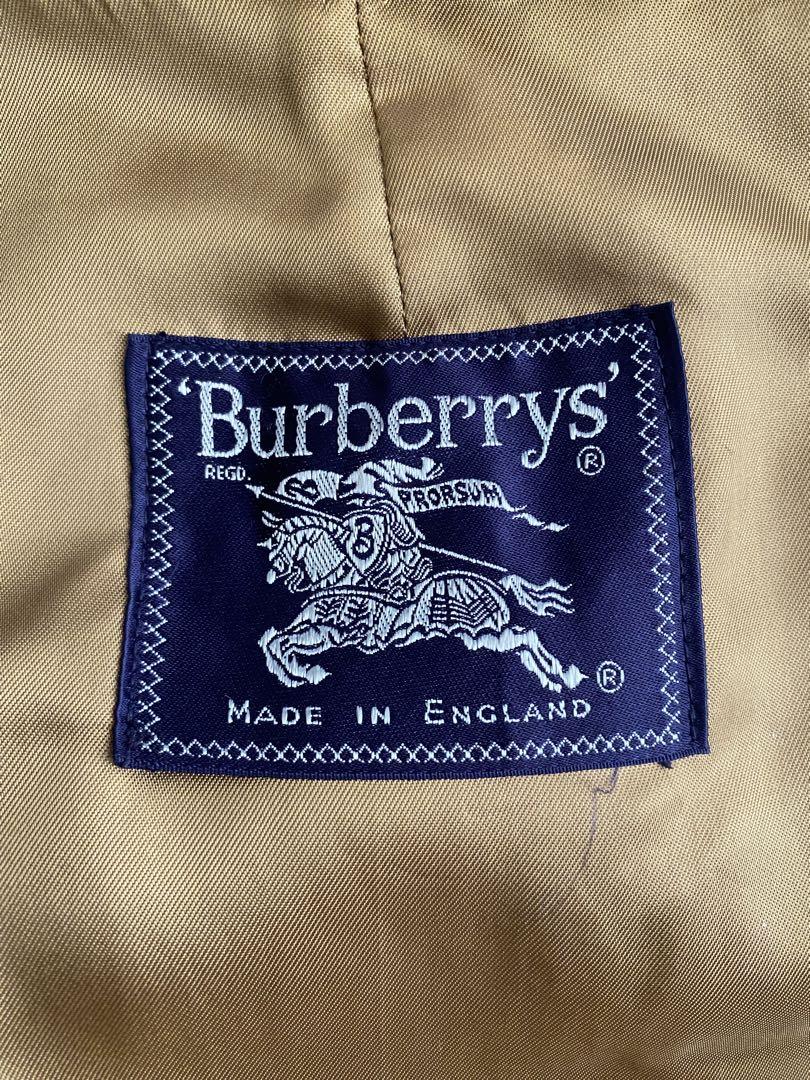 'Burberrys'
REGD.
®
PRORSUM
B
®
MADE IN ENGLAND